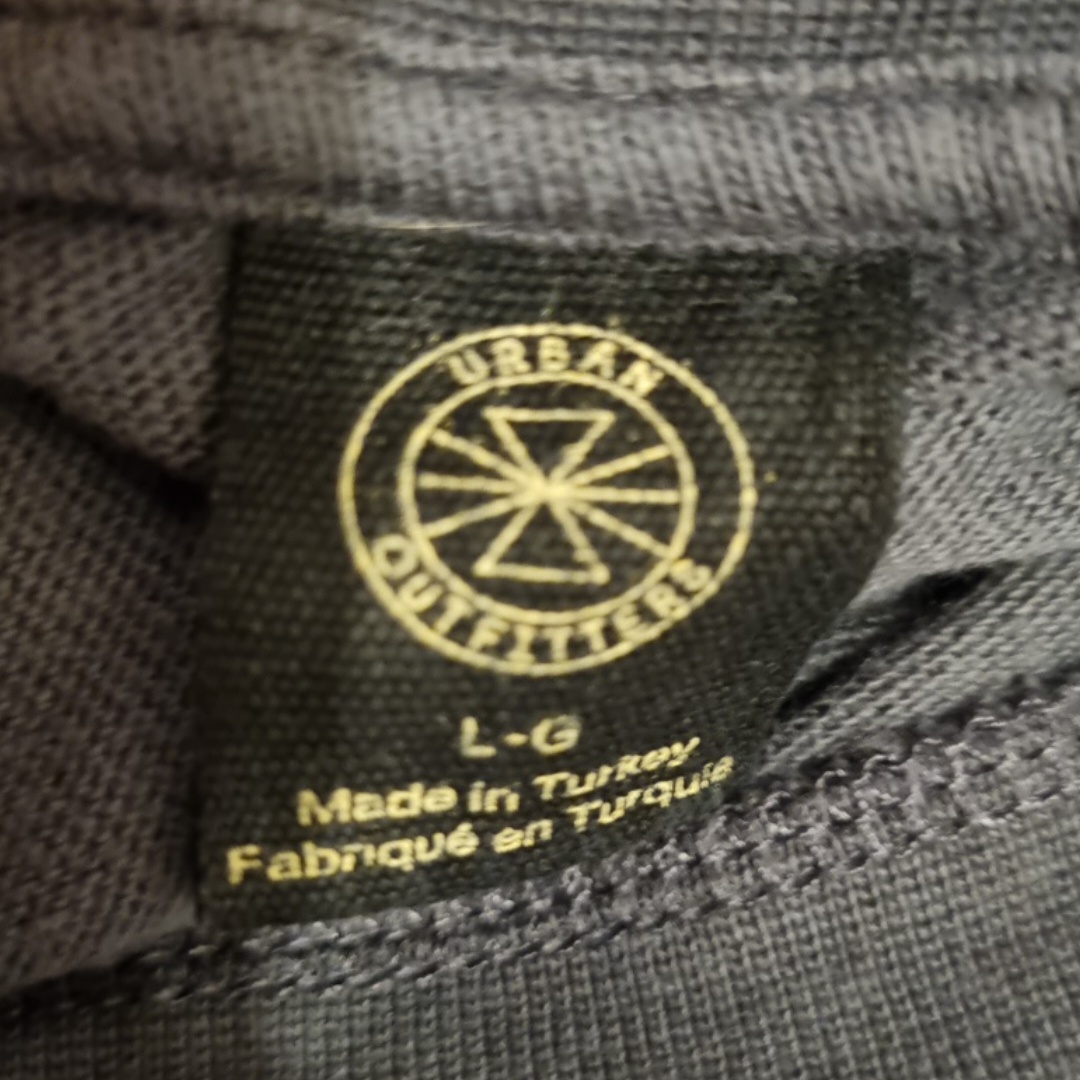 URBAN
OUTFITTERS
L-G
Made in Turkey
Fabriqué en Turquie